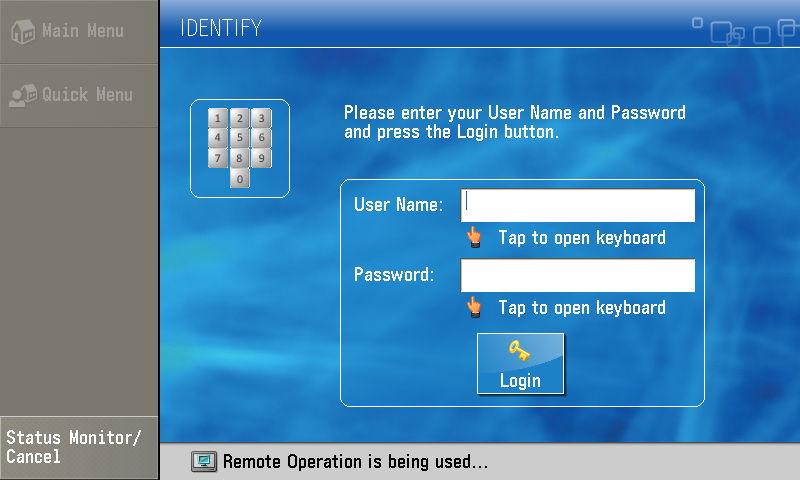 Main Menu
Quick Menu
Status Monitor/
Cancel
IDENTIFY
1 2 3
4 5 6
7 8 9
0
Please enter your User Name and Password
and press the Login button.
User Name:
Tap to open keyboard
Password:
Tap to open keyboard
Login
Remote Operation is being used...